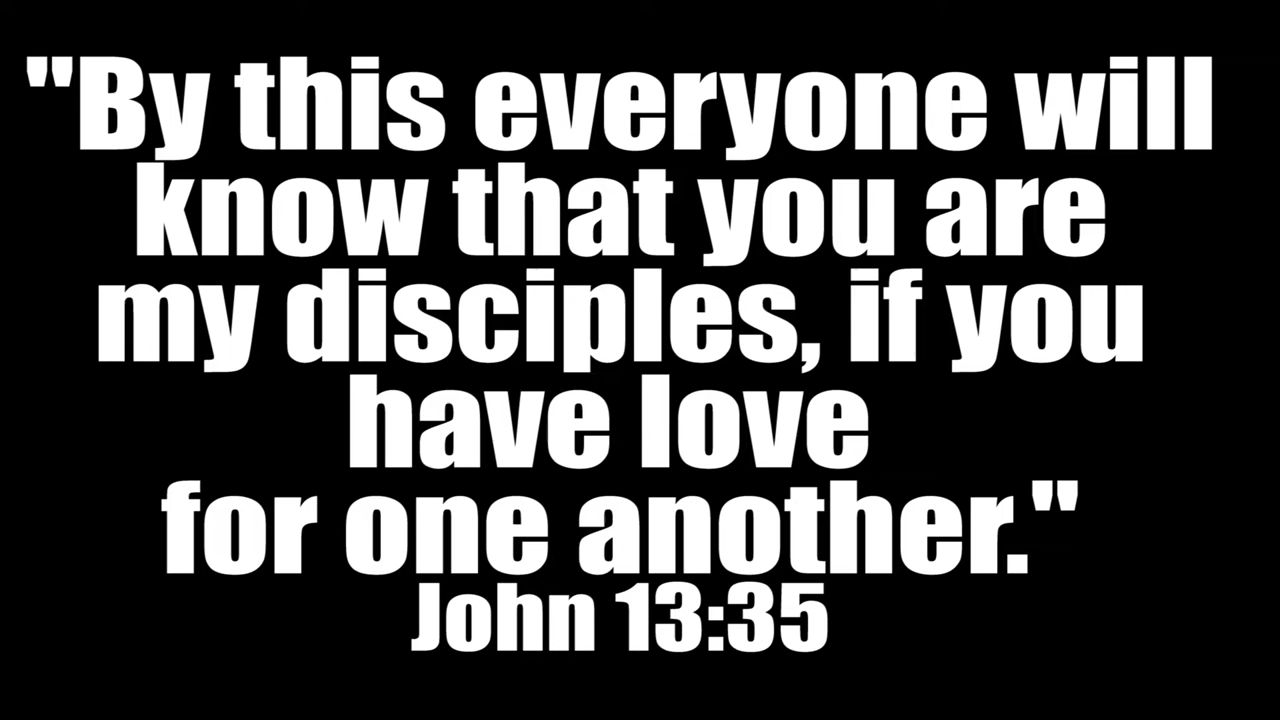 "By this everyone will
know that you are
my disciples, if you
have love
for one another."
John 13:35